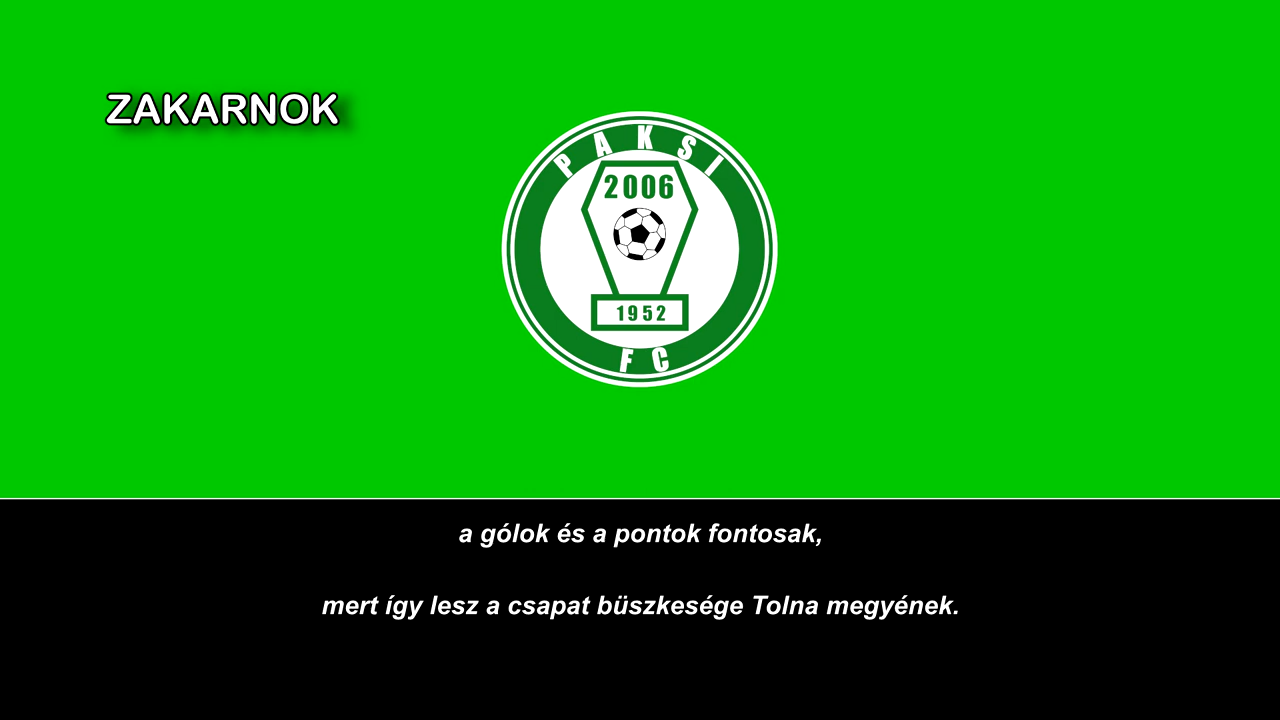 ZAKARNOK
PAKSI
2006
1952
FC
a gólok és a pontok fontosak,
mert így lesz a csapat büszkesége Tolna megyének.